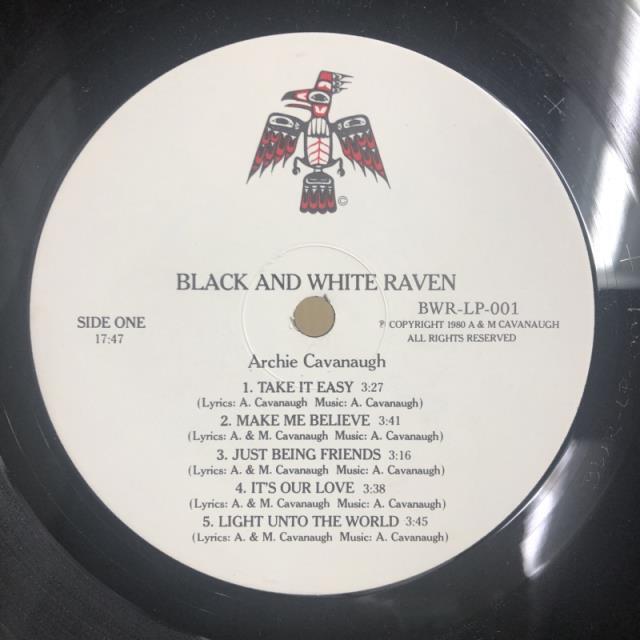 ©
BLACK AND WHITE RAVEN
BWR-LP-001
SIDE ONE
17:47
℗ COPYRIGHT 1980 A & M CAVANAUGH
ALL RIGHTS RESERVED
Archie Cavanaugh
1. TAKE IT EASY 3:27
(Lyrics: A. Cavanaugh Music: A. Cavanaugh)
2. MAKE ME BELIEVE 3:41
(Lyrics: A. & M. Cavanaugh Music: A. Cavanaugh)
3. JUST BEING FRIENDS 3:16
(Lyrics: A. & M. Cavanaugh Music: A. Cavanaugh)
4. IT'S OUR LOVE 3:38
(Lyrics: A. & M. Cavanaugh Music: A. Cavanaugh)
5. LIGHT UNTO THE WORLD 3:45
(Lyrics: A. & M. Cavanaugh Music: A. Cavanaugh)